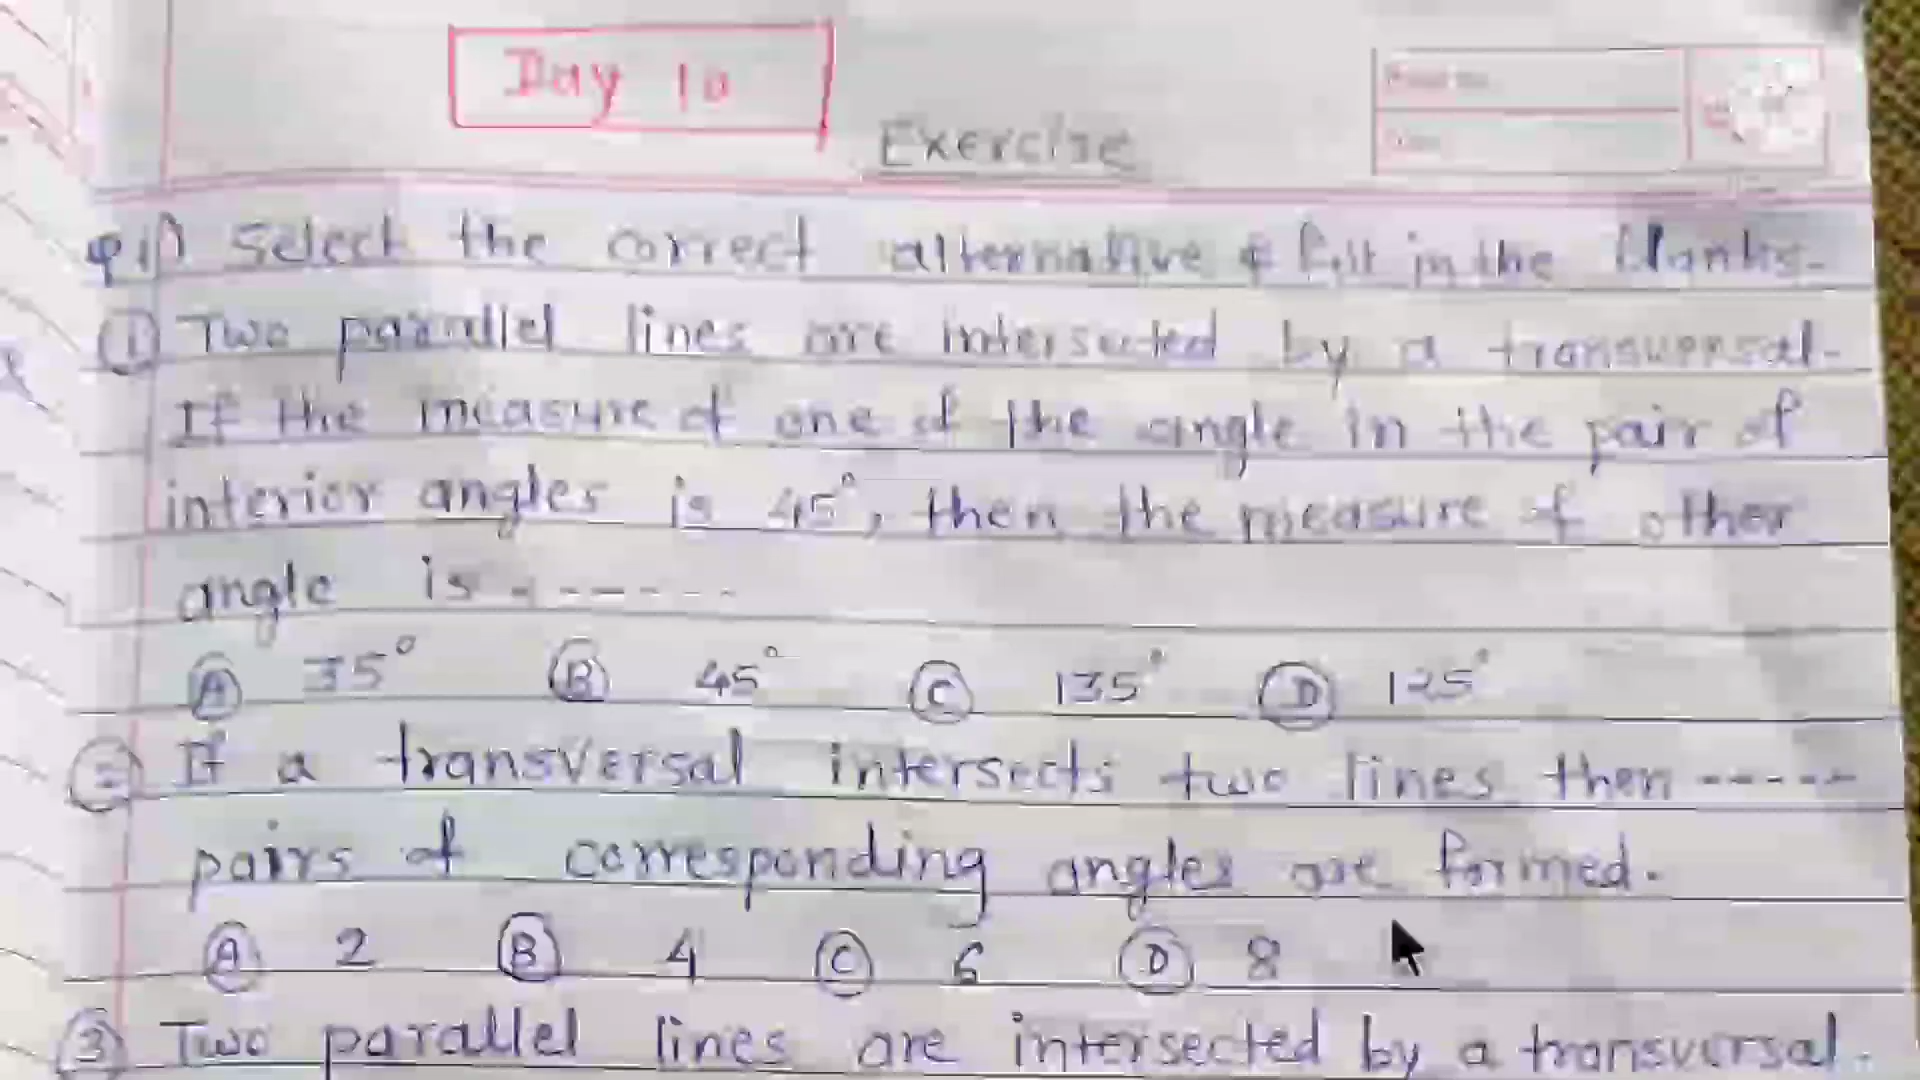 Day 10
Exercise
Q.1) Select the correct alternative & fill in the blanks.
① Two parallel lines are intersected by a transversal.
If the measure of one of the angle in the pair of
interior angles is 45°, then the measure of other
angle is ------
Ⓐ 35° Ⓑ 45° Ⓒ 135° Ⓓ 125°
② If a transversal intersects two lines then -----
pairs of corresponding angles are formed.
Ⓐ 2 Ⓑ 4 Ⓒ 6 Ⓓ 8
③ Two parallel lines are intersected by a transversal.